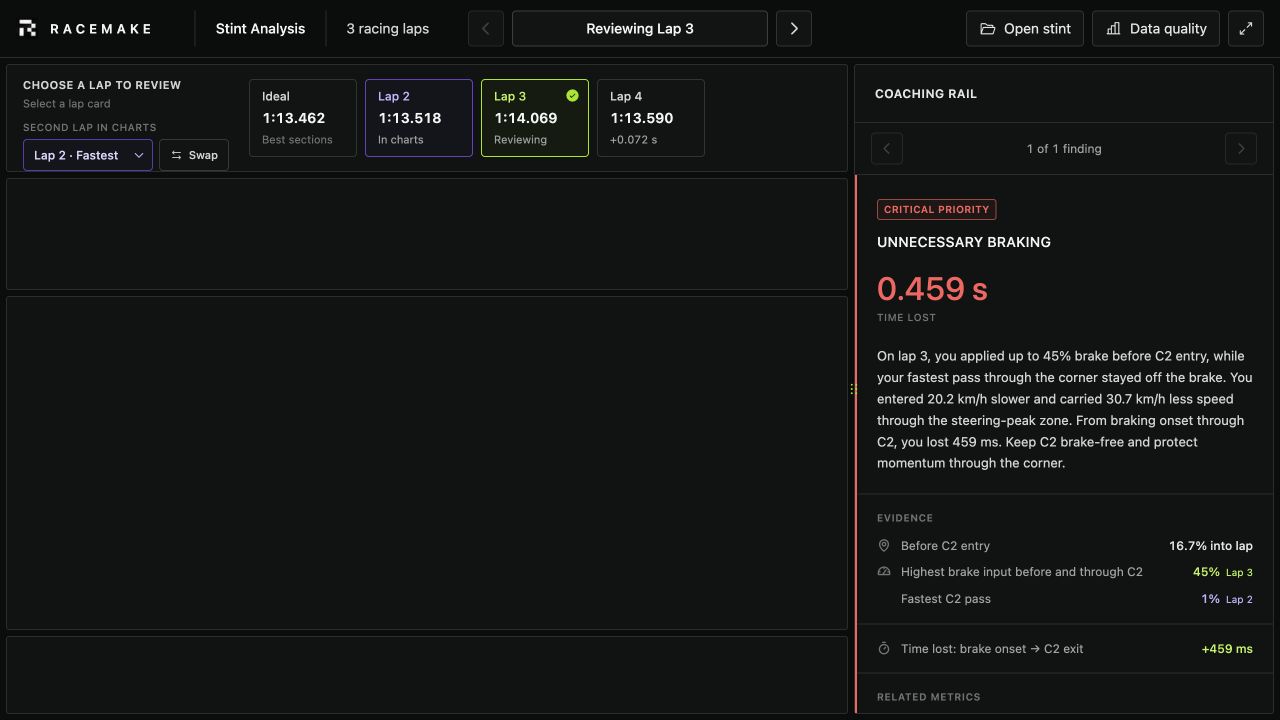 RACEMAKE
Stint Analysis
3 racing laps
Reviewing Lap 3
Open stint
Data quality
CHOOSE A LAP TO REVIEW
Select a lap card
SECOND LAP IN CHARTS
Lap 2 · Fastest
Swap
Ideal
1:13.462
Best sections
Lap 2
1:13.518
In charts
Lap 3
1:14.069
Reviewing
Lap 4
1:13.590
+0.072 s
COACHING RAIL
1 of 1 finding
CRITICAL PRIORITY
UNNECESSARY BRAKING
0.459 s
TIME LOST
On lap 3, you applied up to 45% brake before C2 entry, while
your fastest pass through the corner stayed off the brake. You
entered 20.2 km/h slower and carried 30.7 km/h less speed
through the steering-peak zone. From braking onset through
C2, you lost 459 ms. Keep C2 brake-free and protect
momentum through the corner.
EVIDENCE
Before C2 entry 16.7% into lap
Highest brake input before and through C2 45% Lap 3
Fastest C2 pass 1% Lap 2
Time lost: brake onset → C2 exit +459 ms
RELATED METRICS